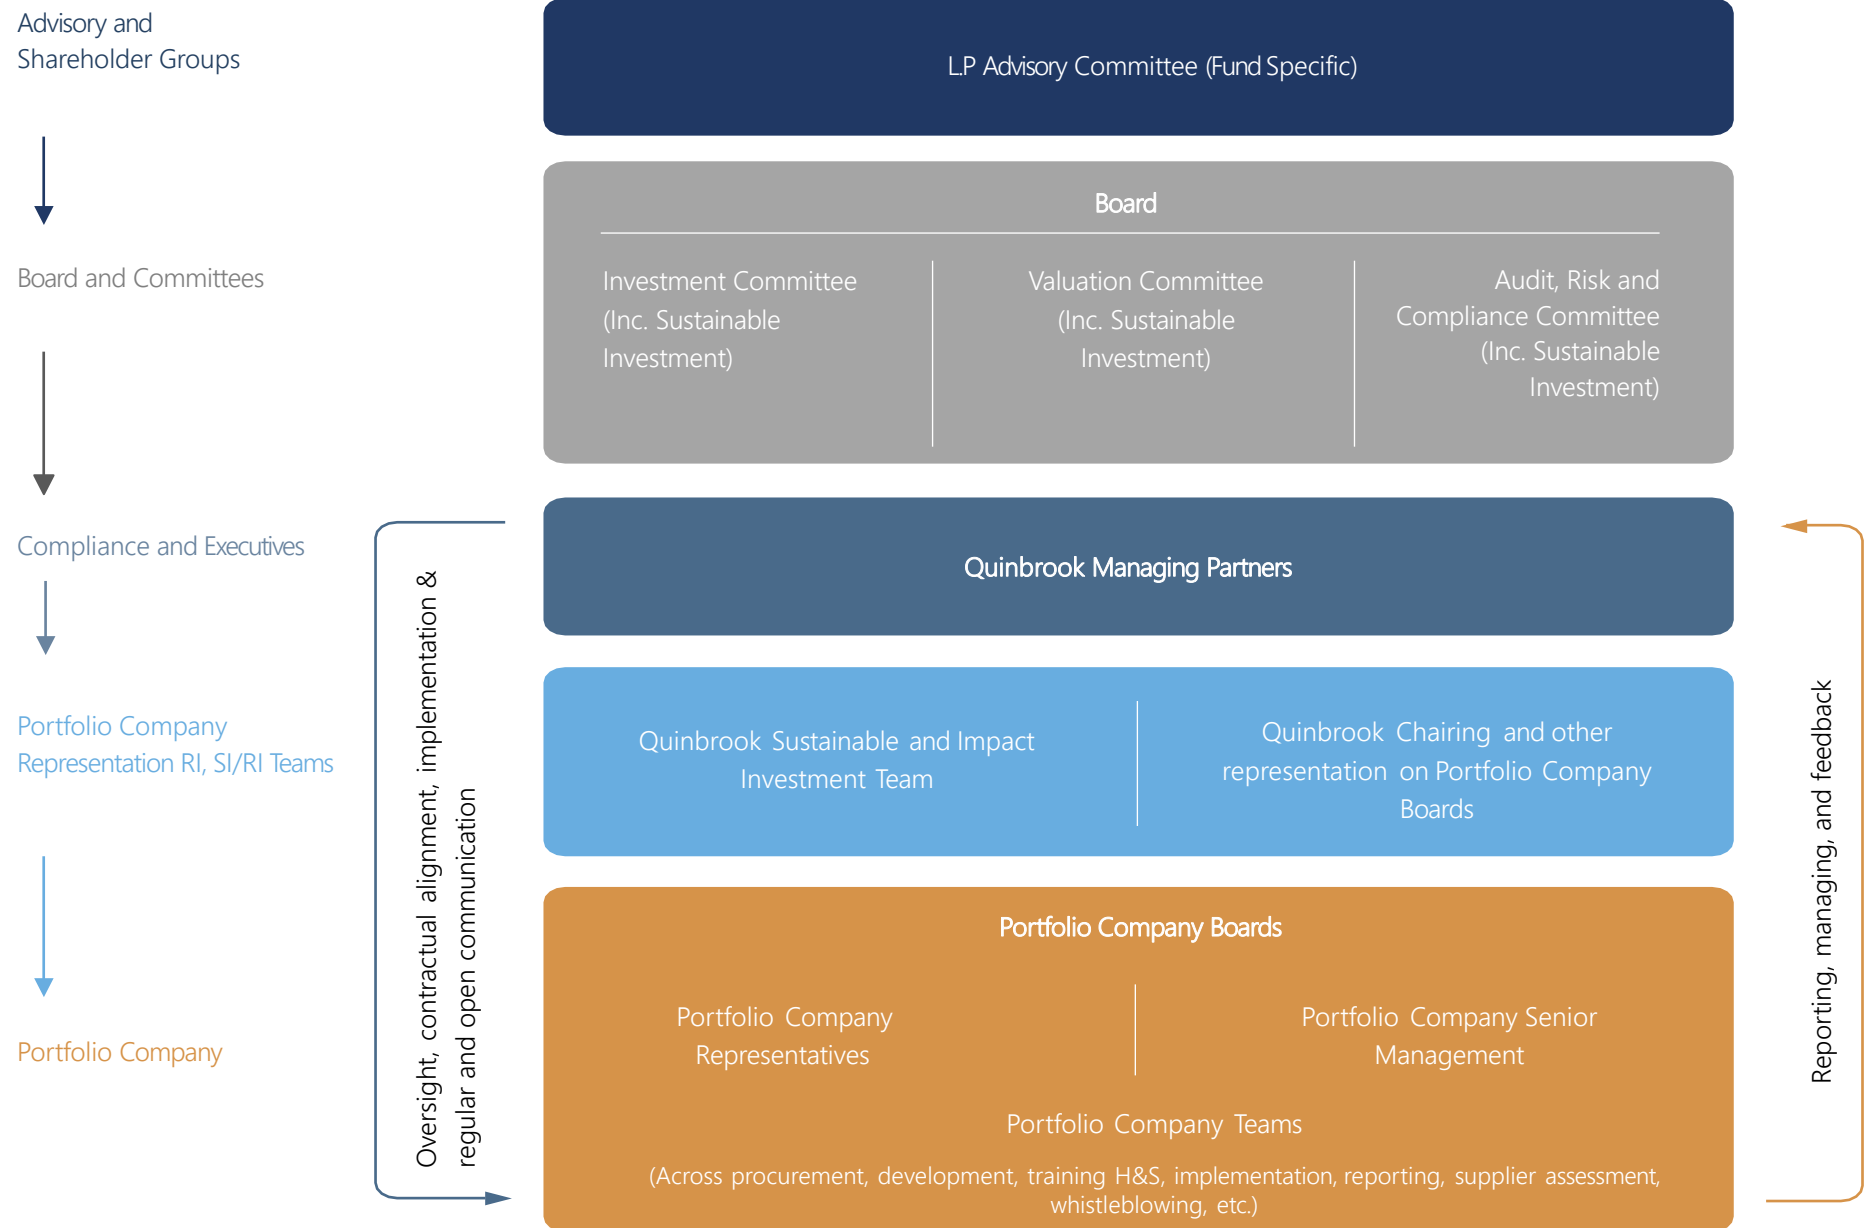 Advisory and
Shareholder Groups
L.P Advisory Committee (Fund Specific)
Board and Committees
Board
Investment Committee
(Inc. Sustainable
Investment)
Valuation Committee
(Inc. Sustainable
Investment)
Audit, Risk and
Compliance Committee
(Inc. Sustainable
Investment)
Compliance and Executives
Quinbrook Managing Partners
Portfolio Company
Representation RI, SI/RI Teams
Quinbrook Sustainable and Impact
Investment Team
Quinbrook Chairing and other
representation on Portfolio Company
Boards
Portfolio Company
Portfolio Company Boards
Portfolio Company
Representatives
Portfolio Company Senior
Management
Portfolio Company Teams
(Across procurement, development, training H&S, implementation, reporting, supplier assessment,
whistleblowing, etc.)
Oversight, contractual alignment, implementation &
regular and open communication
Reporting, managing, and feedback